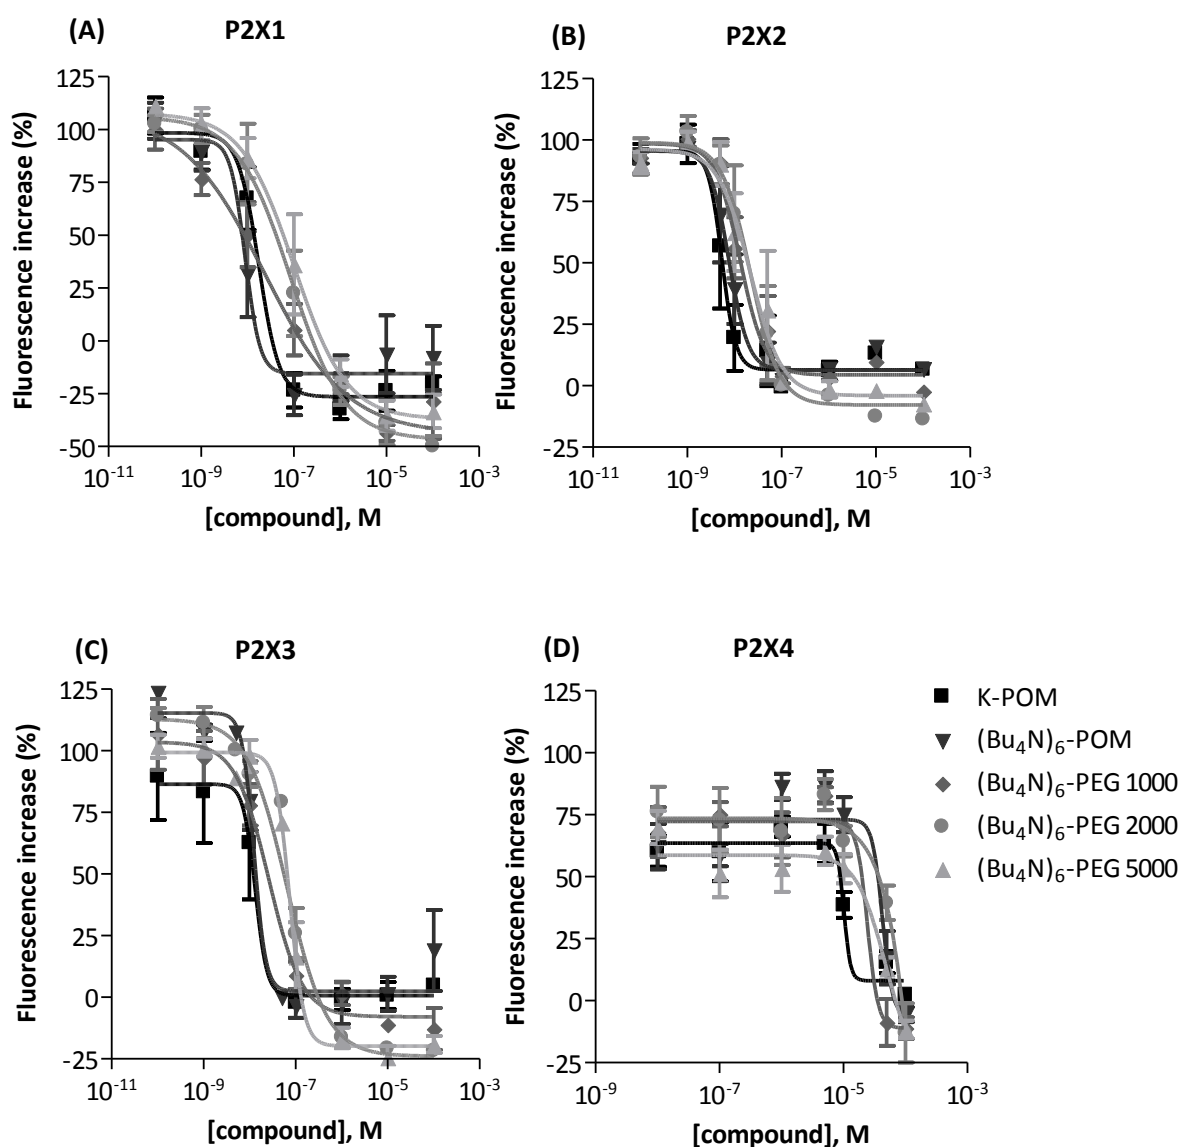 (A) P2X1
Fluorescence increase (%)
125
100
75
50
25
0
-25
-50
10-11 10-9 10-7 10-5 10-3
[compound], M
(B) P2X2
Fluorescence increase (%)
125
100
75
50
25
0
-25
10-11 10-9 10-7 10-5 10-3
[compound], M
(C) P2X3
Fluorescence increase (%)
125
100
75
50
25
0
-25
10-11 10-9 10-7 10-5 10-3
[compound], M
(D) P2X4
Fluorescence increase (%)
125
100
75
50
25
0
-25
10-9 10-7 10-5 10-3
[compound], M
K-POM
(Bu4N)6-POM
(Bu4N)6-PEG 1000
(Bu4N)6-PEG 2000
(Bu4N)6-PEG 5000